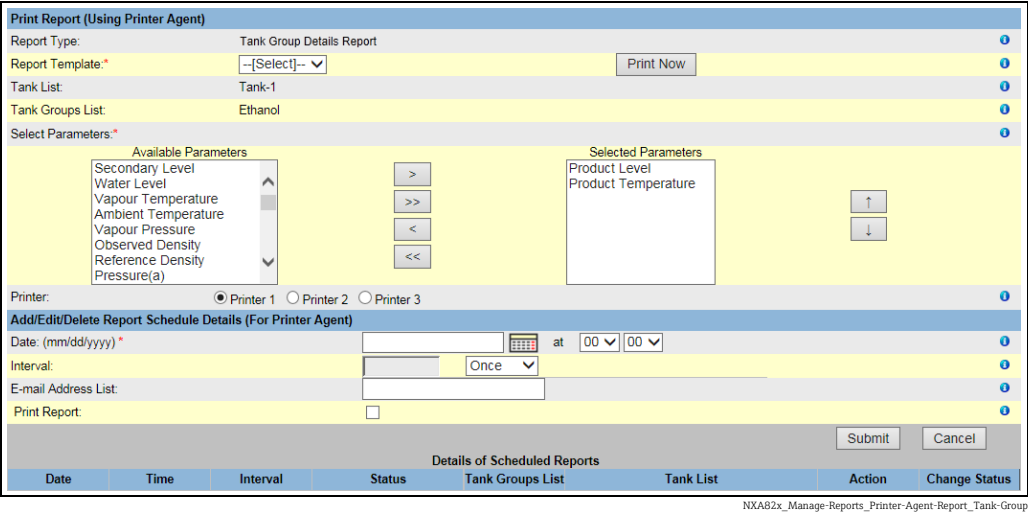 Print Report (Using Printer Agent)
Report Type: Tank Group Details Report
Report Template:* --[Select]-- Print Now
Tank List: Tank-1
Tank Groups List: Ethanol
Select Parameters:*
Available Parameters Selected Parameters
Secondary Level > Product Level
Water Level Product Temperature
Vapour Temperature >> ↑
Ambient Temperature
Vapour Pressure < ↓
Observed Density
Reference Density <<
Pressure(a)
Printer: Printer 1 Printer 2 Printer 3
Add/Edit/Delete Report Schedule Details (For Printer Agent)
Date: (mm/dd/yyyy) * at 00 00
Interval: Once
E-mail Address List:
Print Report:
Submit Cancel
Details of Scheduled Reports
Date Time Interval Status Tank Groups List Tank List Action Change Status
NXA82x_Manage-Reports_Printer-Agent-Report_Tank-Group